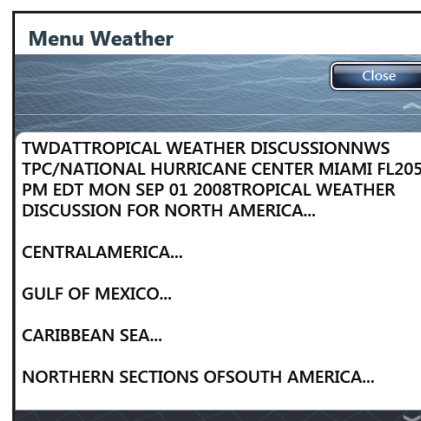 Menu Weather
Close
TWDATTROPICAL WEATHER DISCUSSIONNWS
TPC/NATIONAL HURRICANE CENTER MIAMI FL205
PM EDT MON SEP 01 2008TROPICAL WEATHER
DISCUSSION FOR NORTH AMERICA...
CENTRALAMERICA...
GULF OF MEXICO...
CARIBBEAN SEA...
NORTHERN SECTIONS OFSOUTH AMERICA...